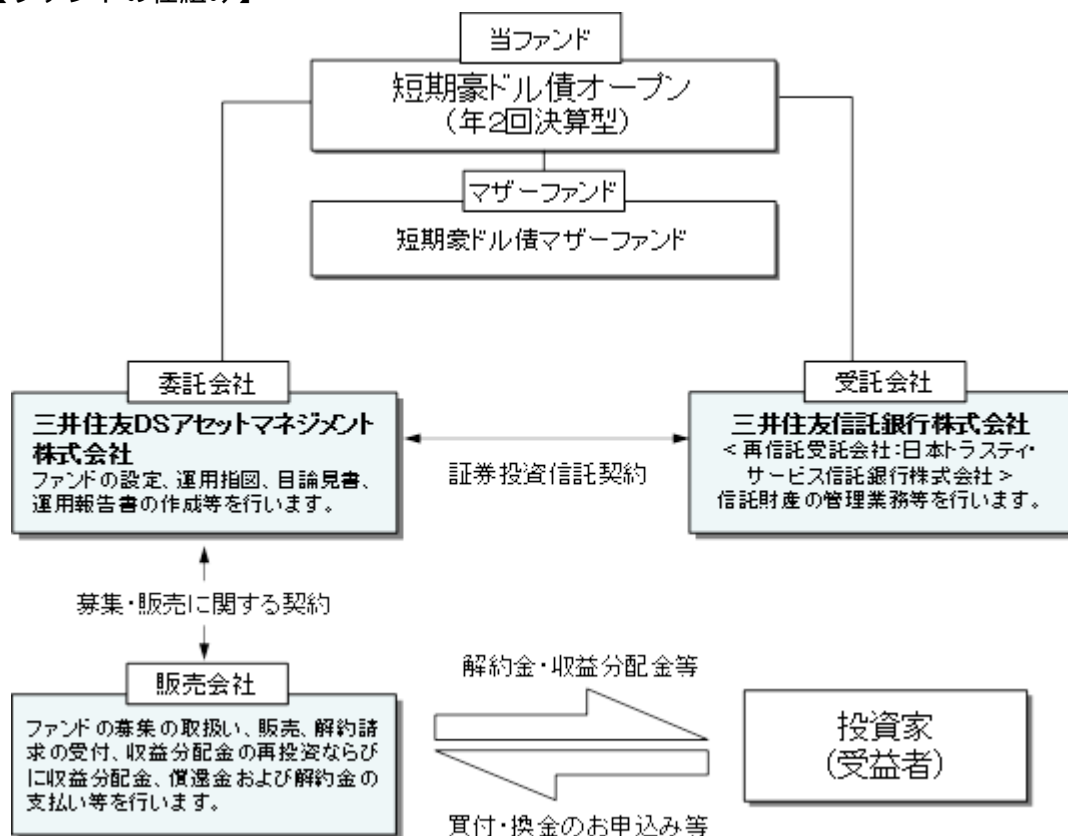 【ファンドの仕組み】
当ファンド
短期豪ドル債オープン
(年2回決算型)
マザーファンド
短期豪ドル債マザーファンド
委託会社
三井住友DSアセットマネジメント
株式会社
ファンドの設定、運用指図、目論見書、
運用報告書の作成等を行います。
証券投資信託契約
受託会社
三井住友信託銀行株式会社
<再信託受託会社:日本トラスティ・
サービス信託銀行株式会社>
信託財産の管理業務等を行います。
募集・販売に関する契約
販売会社
ファンドの募集の取扱い、販売、解約請
求の受付、収益分配金の再投資ならび
に収益分配金、償還金および解約金の
支払い等を行います。
解約金・収益分配金等
買付・換金のお申込み等
投資家
(受益者)